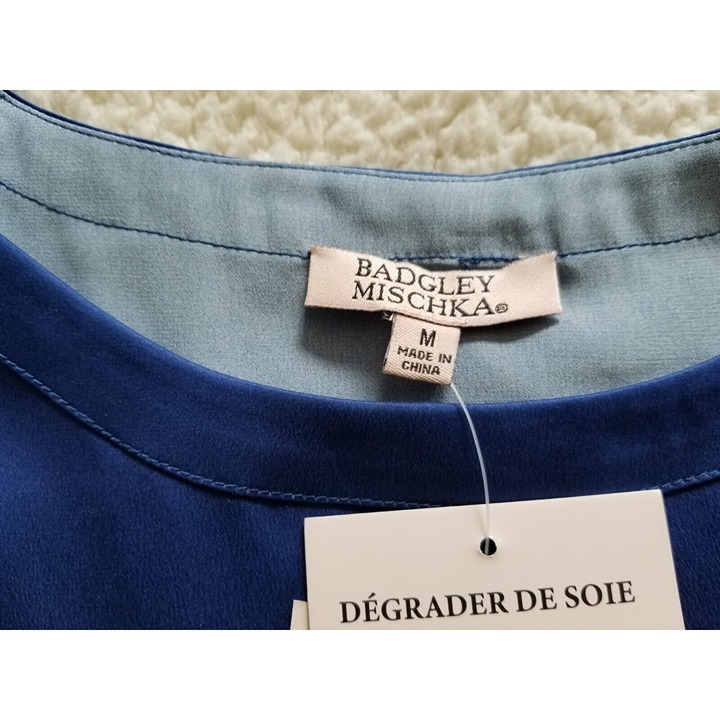 BADGLEY
MISCHKA®
M
MADE IN
CHINA
DÉGRADER DE SOIE